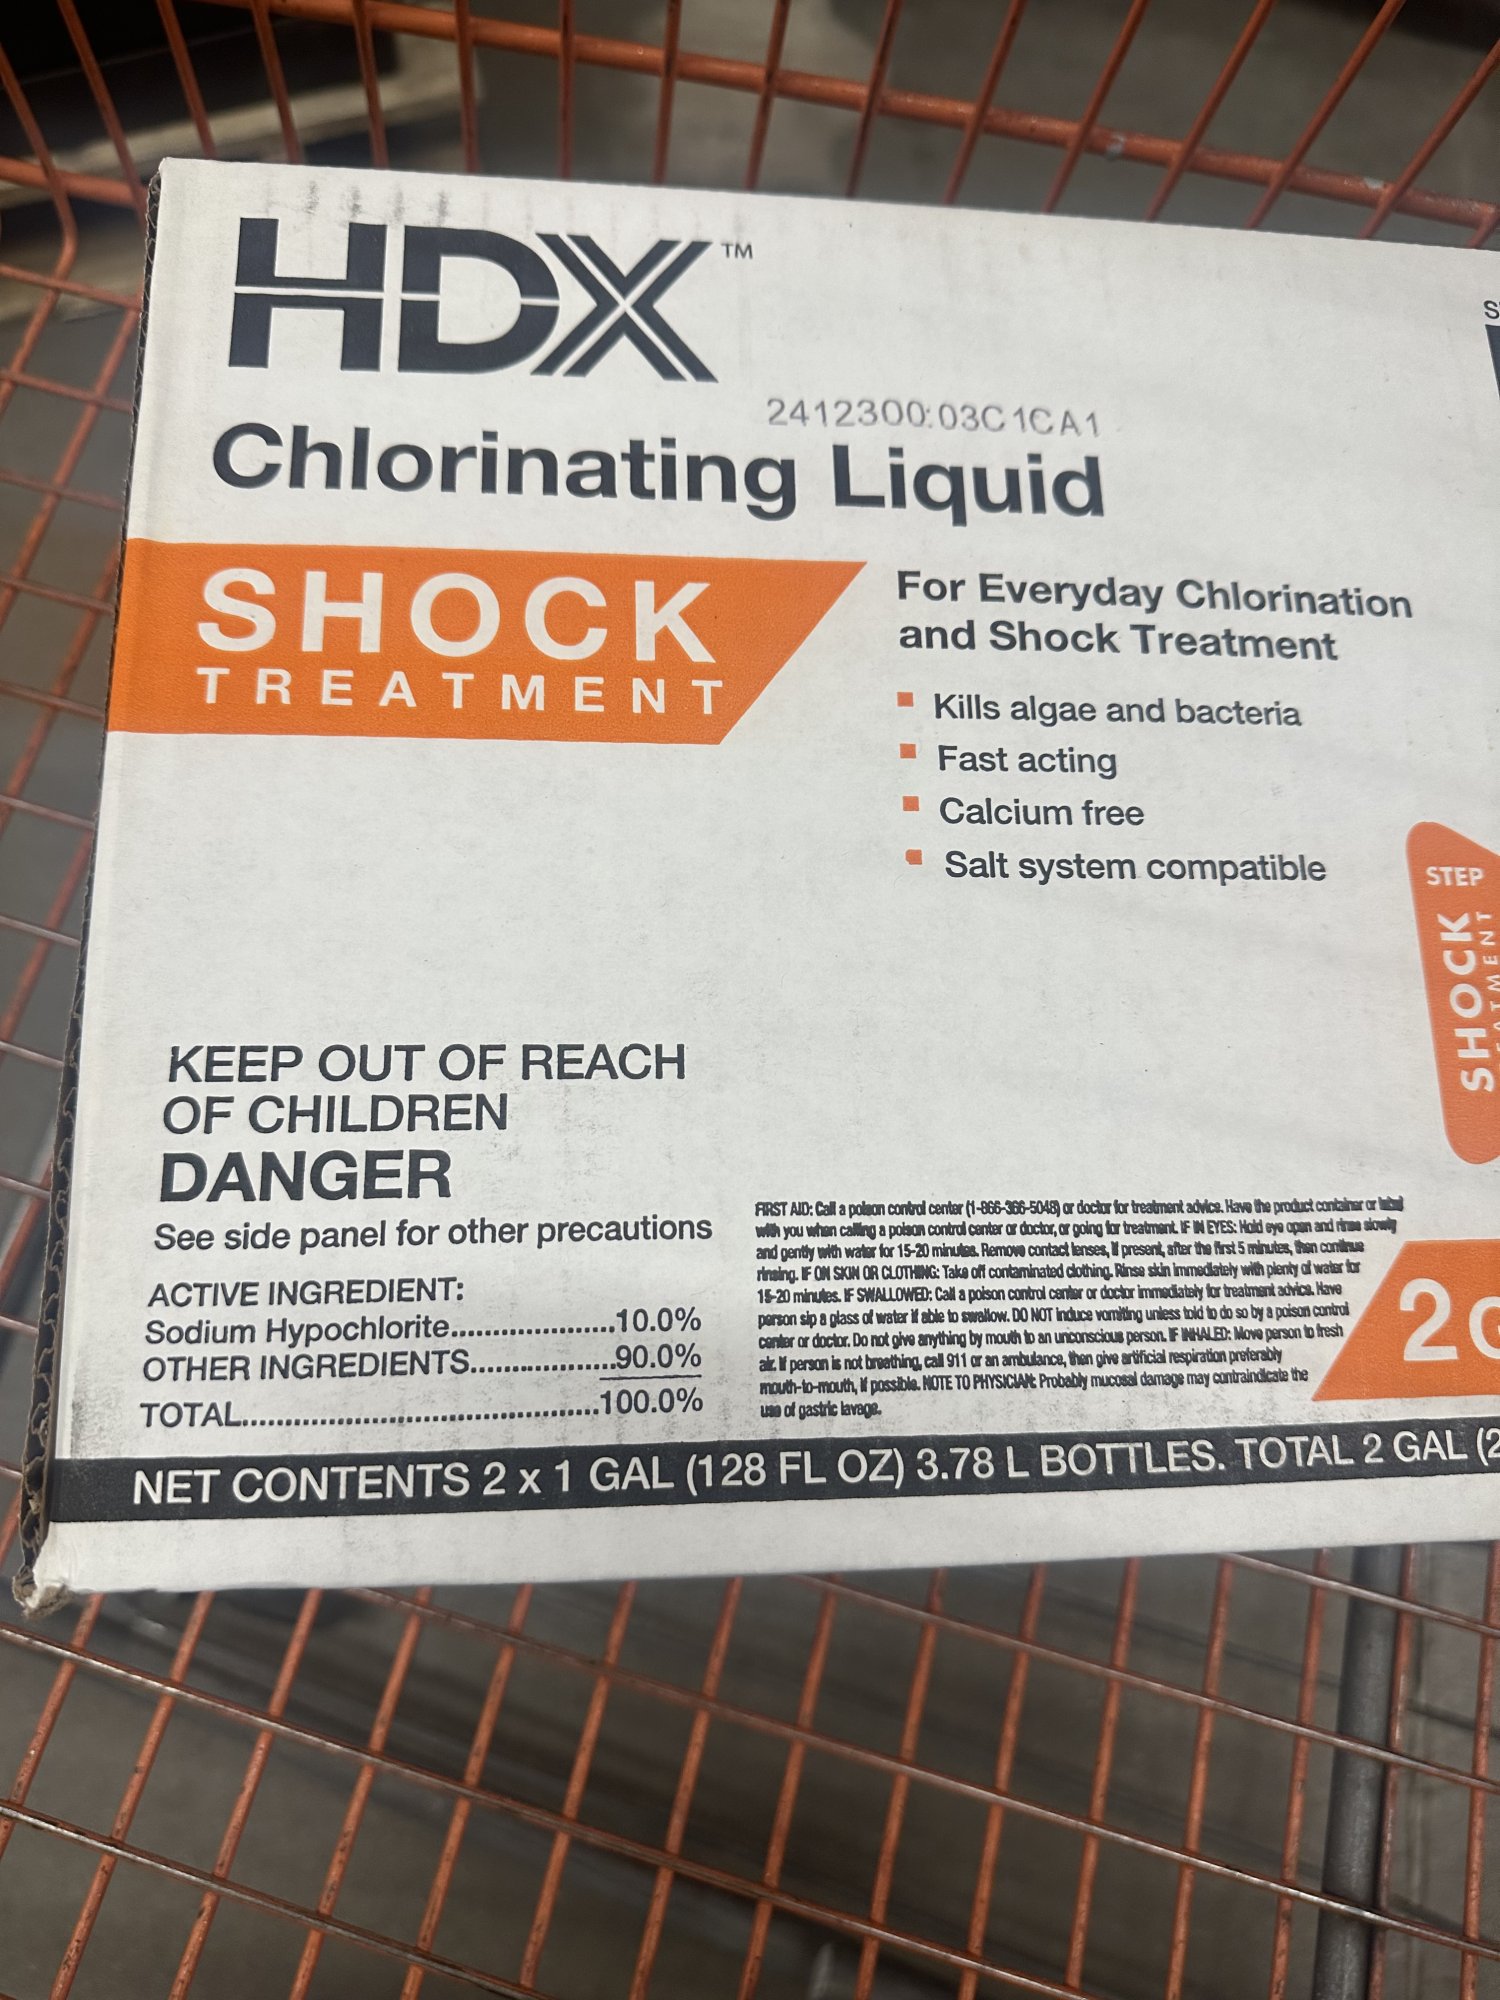 HDX™
2412300:03C1CA1
Chlorinating Liquid
SHOCK
TREATMENT
For Everyday Chlorination
and Shock Treatment
Kills algae and bacteria
Fast acting
Calcium free
Salt system compatible
STEP
SHOCK
KEEP OUT OF REACH
OF CHILDREN
DANGER
See side panel for other precautions
ACTIVE INGREDIENT:
Sodium Hypochlorite.....................10.0%
OTHER INGREDIENTS.................90.0%
TOTAL..........................................100.0%
FIRST AID: Call a poison control center (1-866-366-5048) or doctor for treatment advice. Have the product container or label
with you when calling a poison control center or doctor, or going for treatment. IF IN EYES: Hold eye open and rinse slowly
and gently with water for 15-20 minutes. Remove contact lenses, if present, after the first 5 minutes, then continue
rinsing. IF ON SKIN OR CLOTHING: Take off contaminated clothing. Rinse skin immediately with plenty of water for
15-20 minutes. IF SWALLOWED: Call a poison control center or doctor immediately for treatment advice. Have
person sip a glass of water if able to swallow. DO NOT induce vomiting unless told to do so by a poison control
center or doctor. Do not give anything by mouth to an unconscious person. IF INHALED: Move person to fresh
air. If person is not breathing, call 911 or an ambulance, then give artificial respiration preferably
mouth-to-mouth, if possible. NOTE TO PHYSICIAN: Probably mucosal damage may contraindicate the
use of gastric lavage.
2
NET CONTENTS 2 x 1 GAL (128 FL OZ) 3.78 L BOTTLES. TOTAL 2 GAL (2